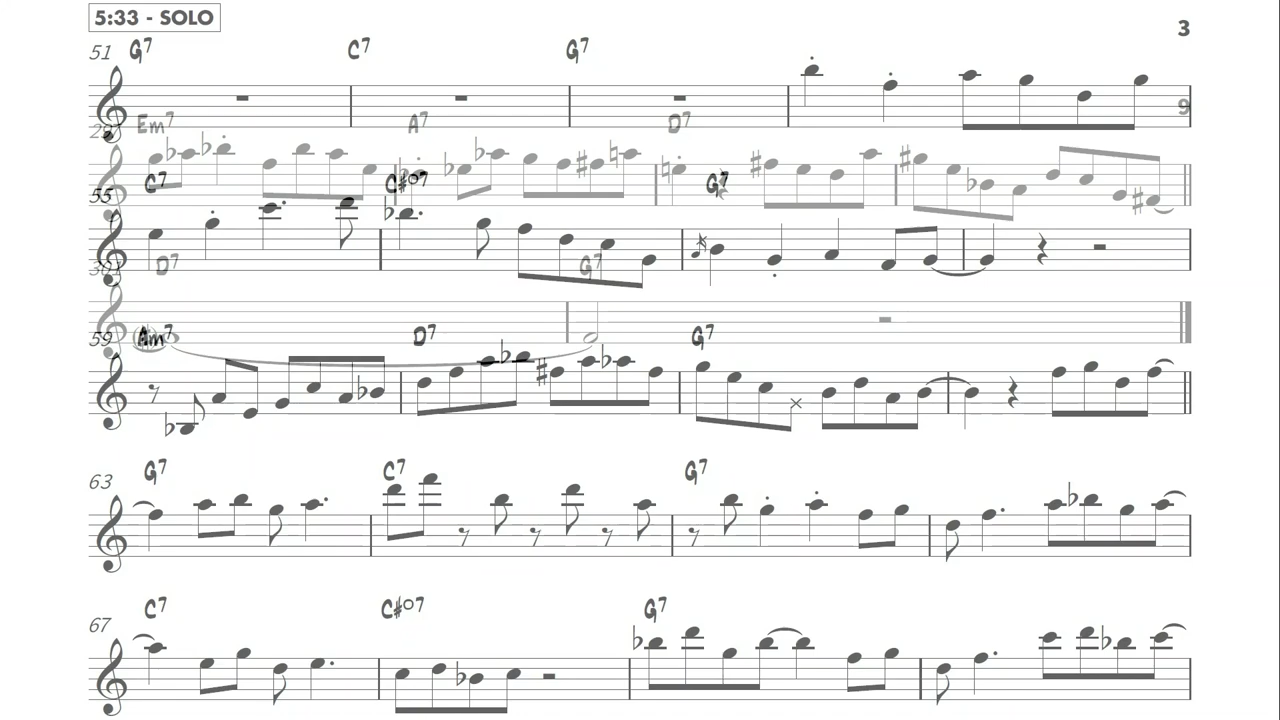 5:33 - SOLO
3
51 G7 C7 G7
9
Em7 A7 D7
55 C7 C#o7 G7
D7 G7
59 Am7 D7 G7
63 G7 C7 G7
67 C7 C#o7 G7